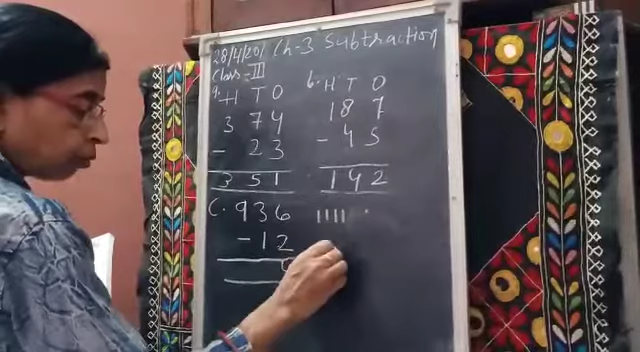 28/4/20 Ch-3 Subtraction
Class-III
a. H T O
3 7 4
- 2 3
3 5 1
b. H T O
1 8 7
- 4 5
1 4 2
C. 9 3 6
- 1 2